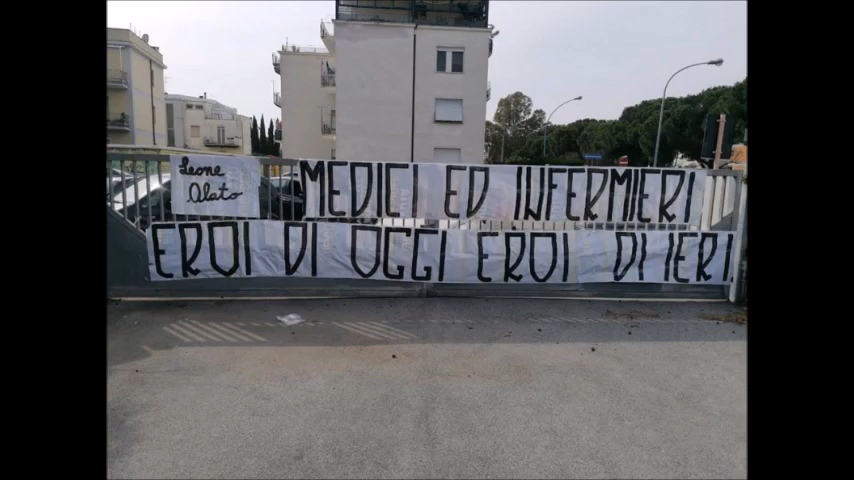 Leone
Alato
MEDICI ED INFERMIERI
EROI DI OGGI EROI DI IERI.